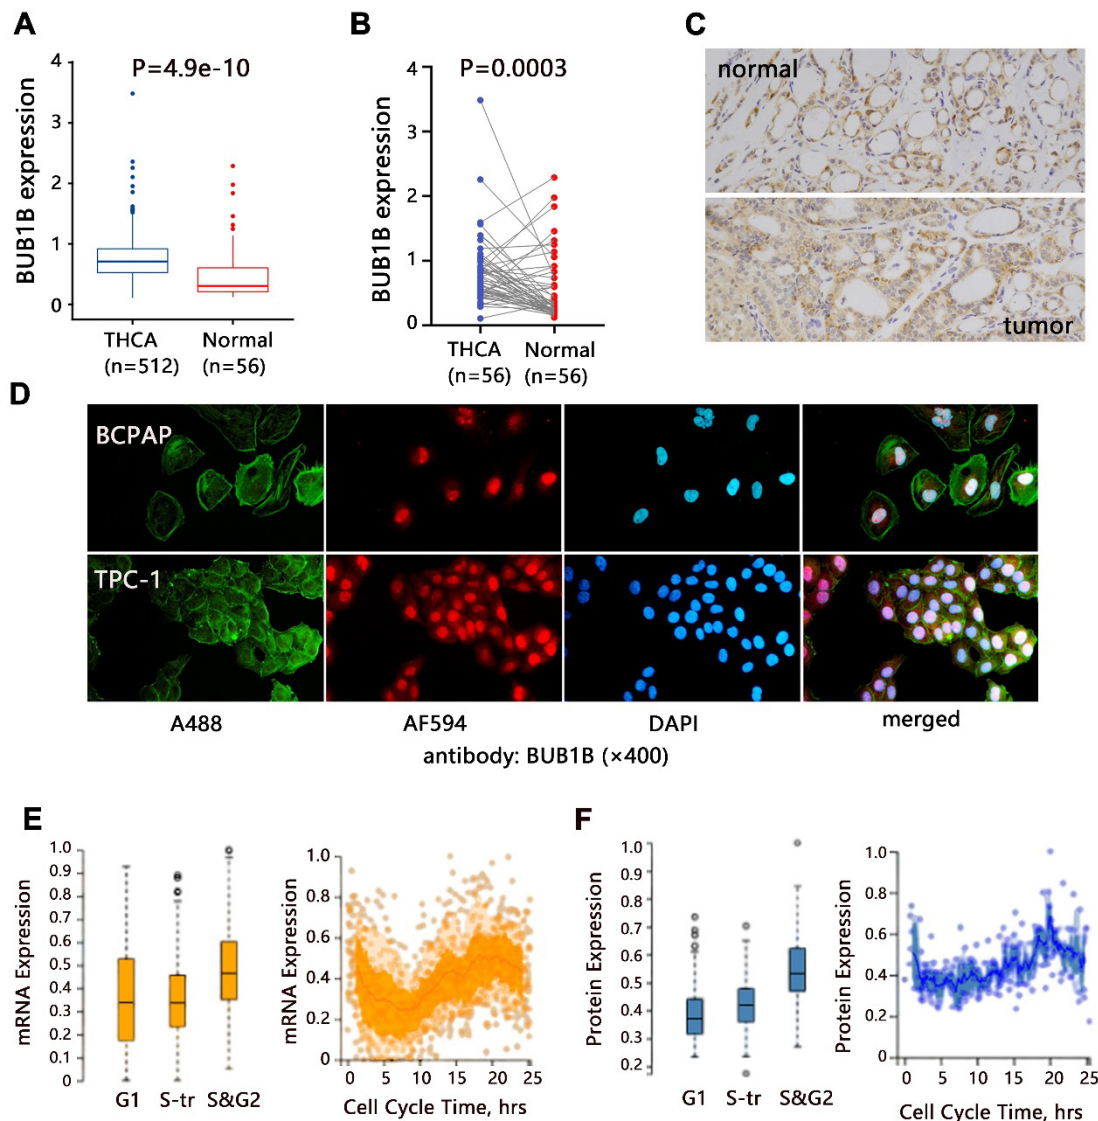 A
P=4.9e-10
BUB1B expression
4
3
2
1
0
THCA
(n=512)
Normal
(n=56)
B
P=0.0003
BUB1B expression
4
3
2
1
0
THCA
(n=56)
Normal
(n=56)
C
normal
tumor
D
BCPAP
TPC-1
A488
AF594
DAPI
merged
antibody: BUB1B (×400)
E
mRNA Expression
1.0
0.9
0.8
0.7
0.6
0.5
0.4
0.3
0.2
0.1
0
G1
S-tr
S&G2
mRNA Expression
1.0
0.8
0.6
0.4
0.2
0
0
5
10
15
20
25
Cell Cycle Time, hrs
F
Protein Expression
1.0
0.9
0.8
0.7
0.6
0.5
0.4
0.3
0.2
G1
S-tr
S&G2
Protein Expression
1.0
0.8
0.6
0.4
0
0
5
10
15
20
25
Cell Cycle Time, hrs